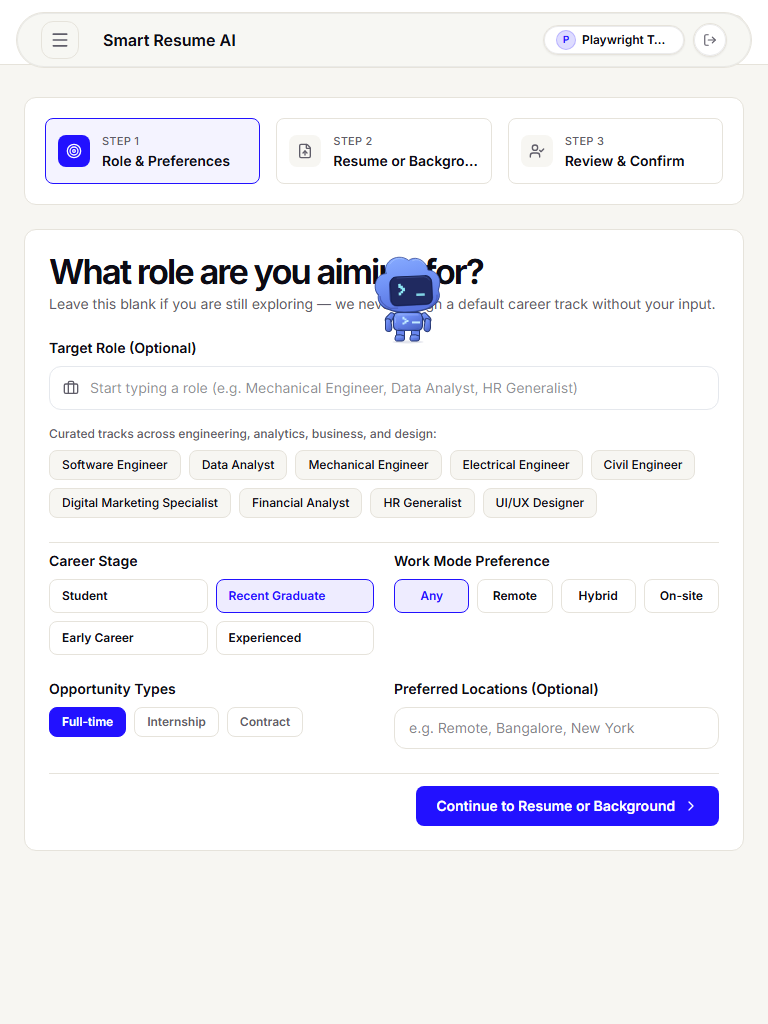 Smart Resume AI
P Playwright T...
STEP 1
Role & Preferences
STEP 2
Resume or Backgro...
STEP 3
Review & Confirm
What role are you for?
Leave this blank if you are still exploring — we a default career track without your input.
Target Role (Optional)
Start typing a role (e.g. Mechanical Engineer, Data Analyst, HR Generalist)
Curated tracks across engineering, analytics, business, and design:
Software Engineer Data Analyst Mechanical Engineer Electrical Engineer Civil Engineer
Digital Marketing Specialist Financial Analyst HR Generalist UI/UX Designer
Career Stage
Student Recent Graduate
Early Career Experienced
Work Mode Preference
Any Remote Hybrid On-site
Opportunity Types
Full-time Internship Contract
Preferred Locations (Optional)
e.g. Remote, Bangalore, New York
Continue to Resume or Background